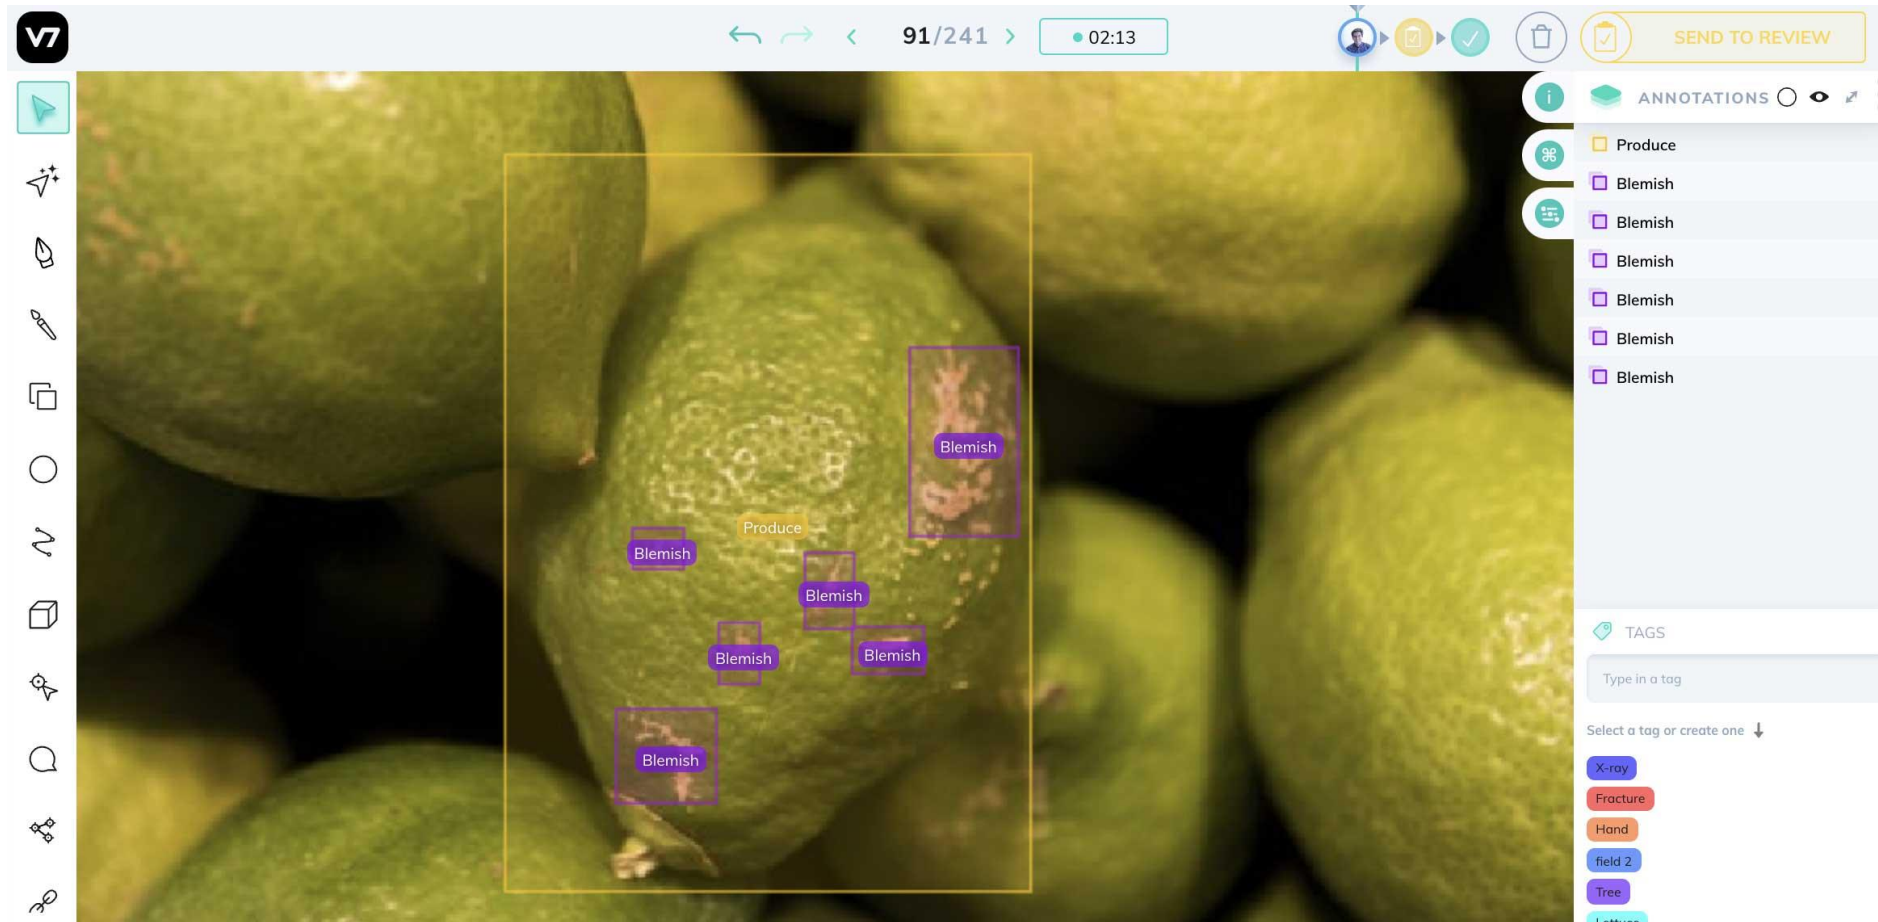 V7
91/241
02:13
SEND TO REVIEW
ANNOTATIONS
Produce
Blemish
Blemish
Blemish
Blemish
Blemish
Blemish
Blemish
Produce
Blemish
Blemish
Blemish
Blemish
Blemish
TAGS
Type in a tag
Select a tag or create one
X-ray
Fracture
Hand
field 2
Tree
Lettuce